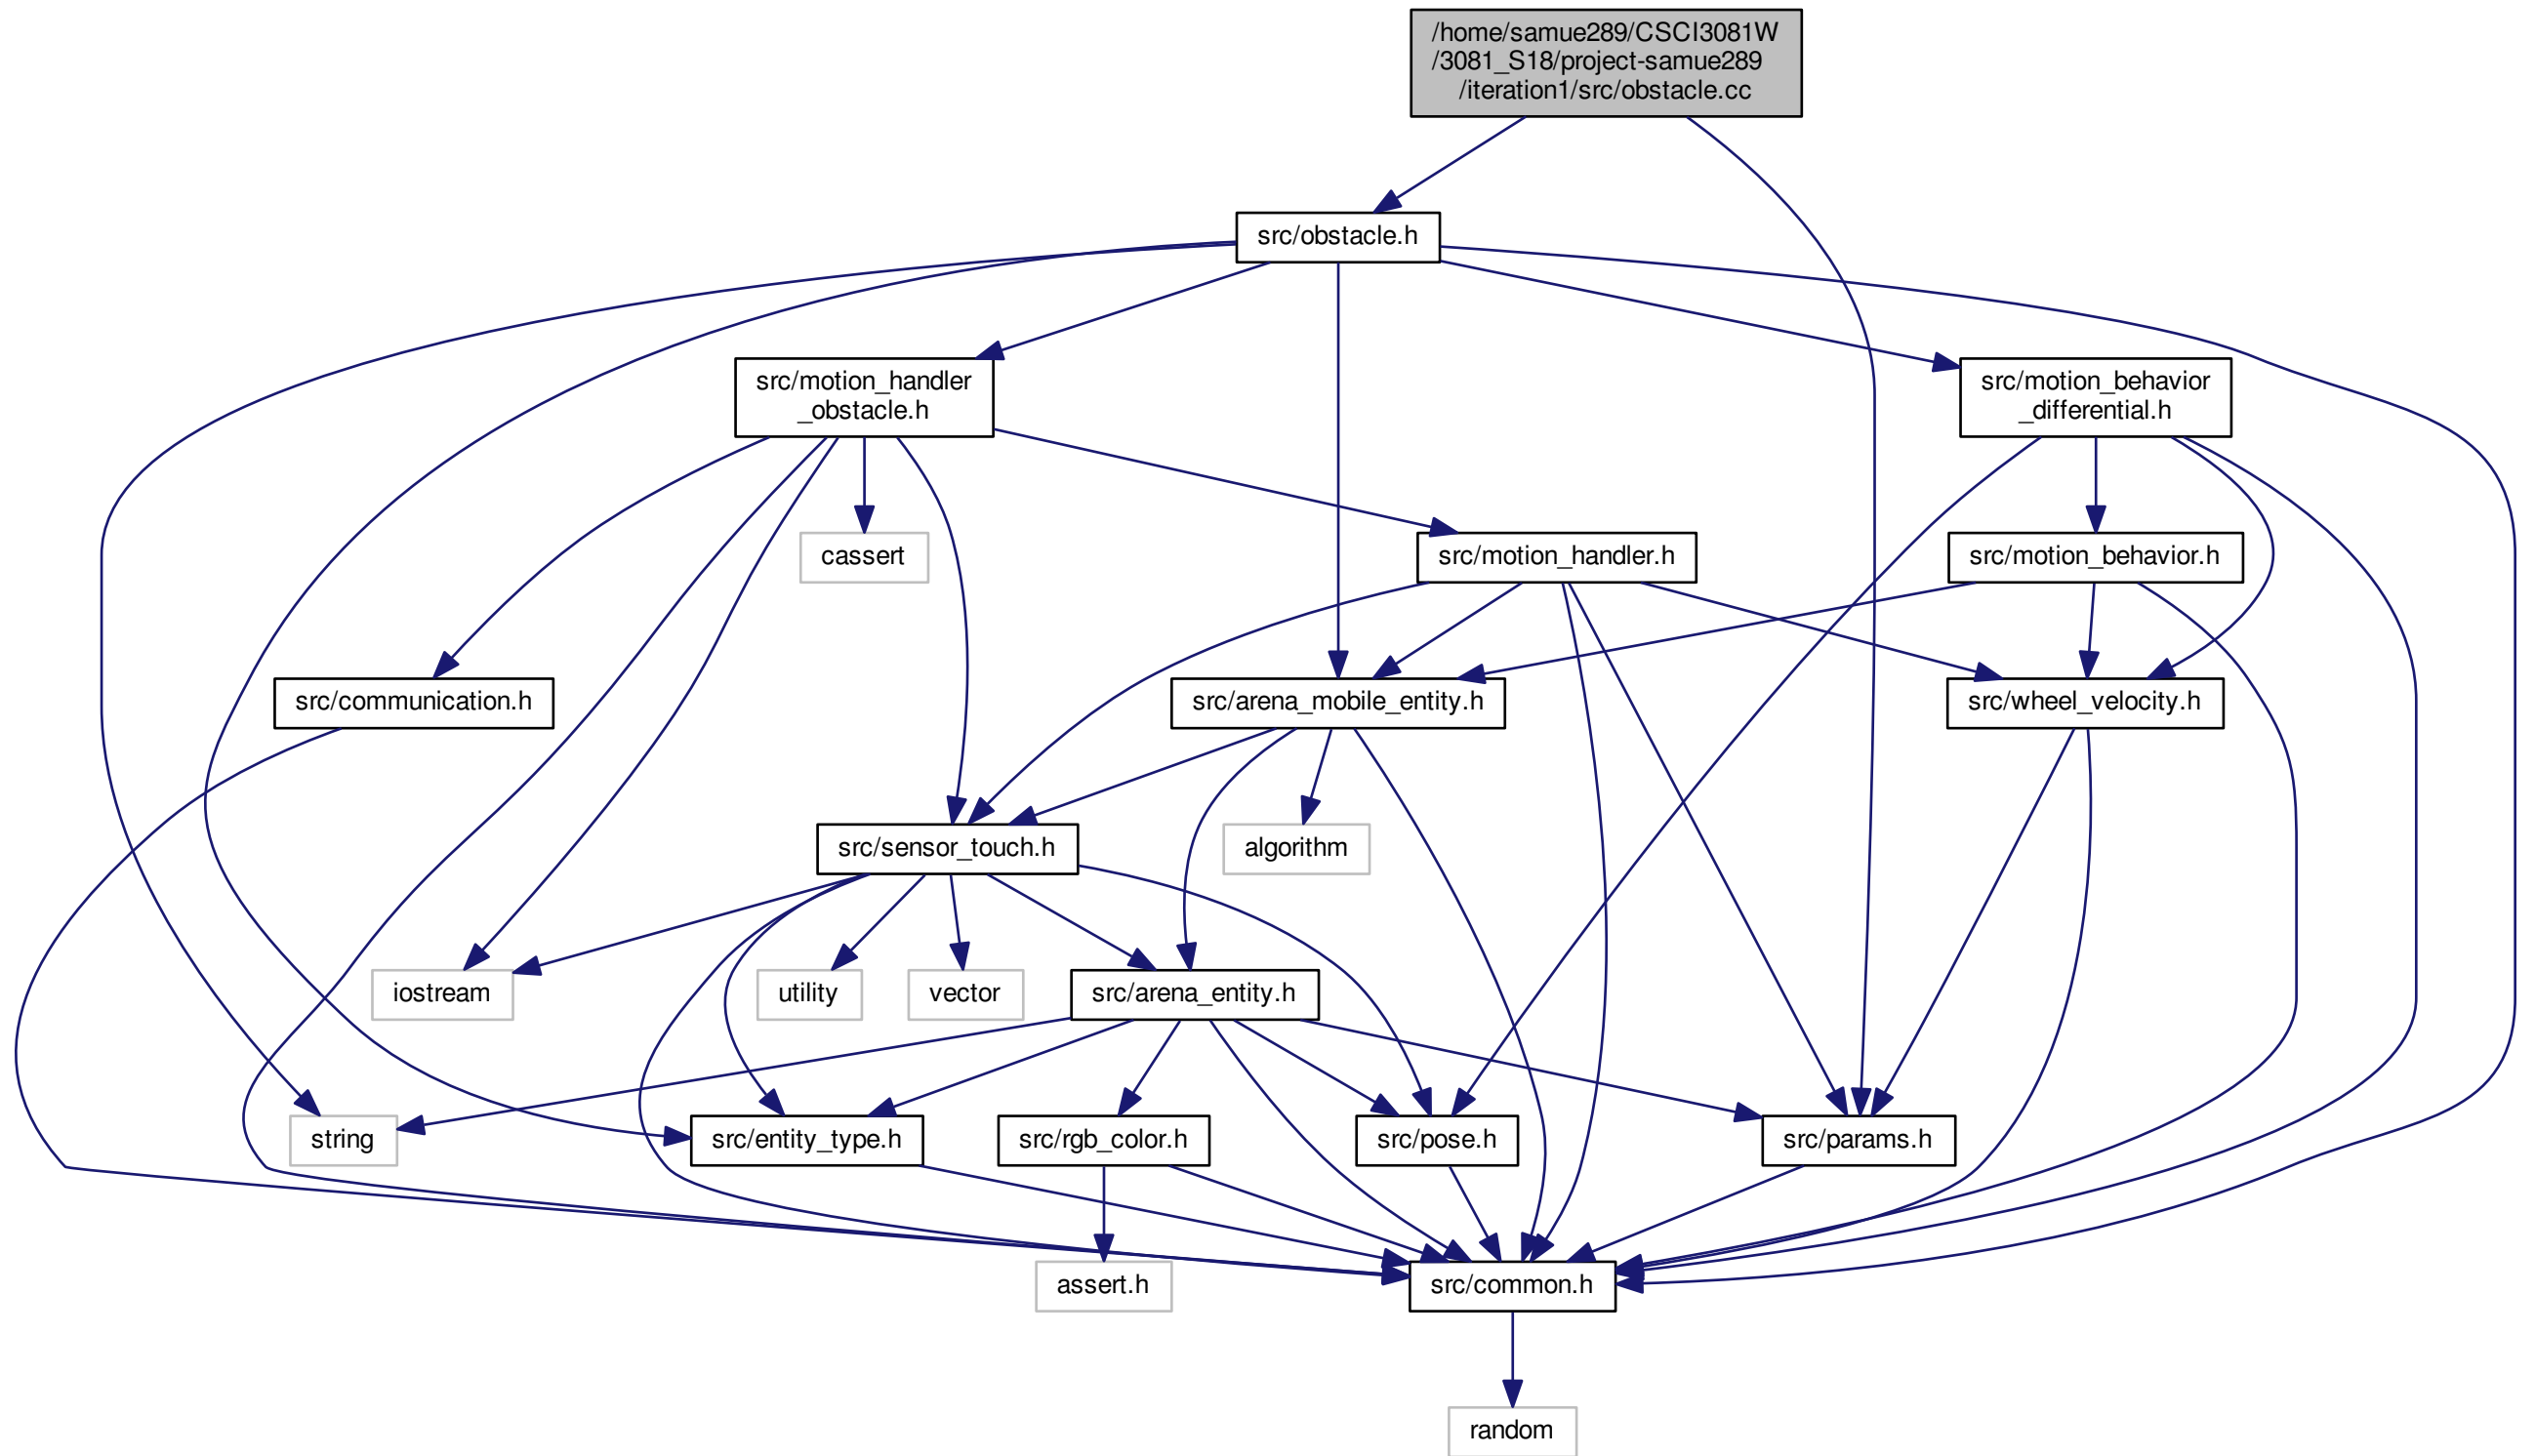 /home/samue289/CSCI3081W
/3081_S18/project-samue289
/iteration1/src/obstacle.cc
src/obstacle.h
src/motion_handler
_obstacle.h
src/motion_behavior
_differential.h
cassert
src/motion_handler.h
src/motion_behavior.h
src/communication.h
src/arena_mobile_entity.h
src/wheel_velocity.h
src/sensor_touch.h
algorithm
iostream
utility
vector
src/arena_entity.h
string
src/entity_type.h
src/rgb_color.h
src/pose.h
src/params.h
assert.h
src/common.h
random